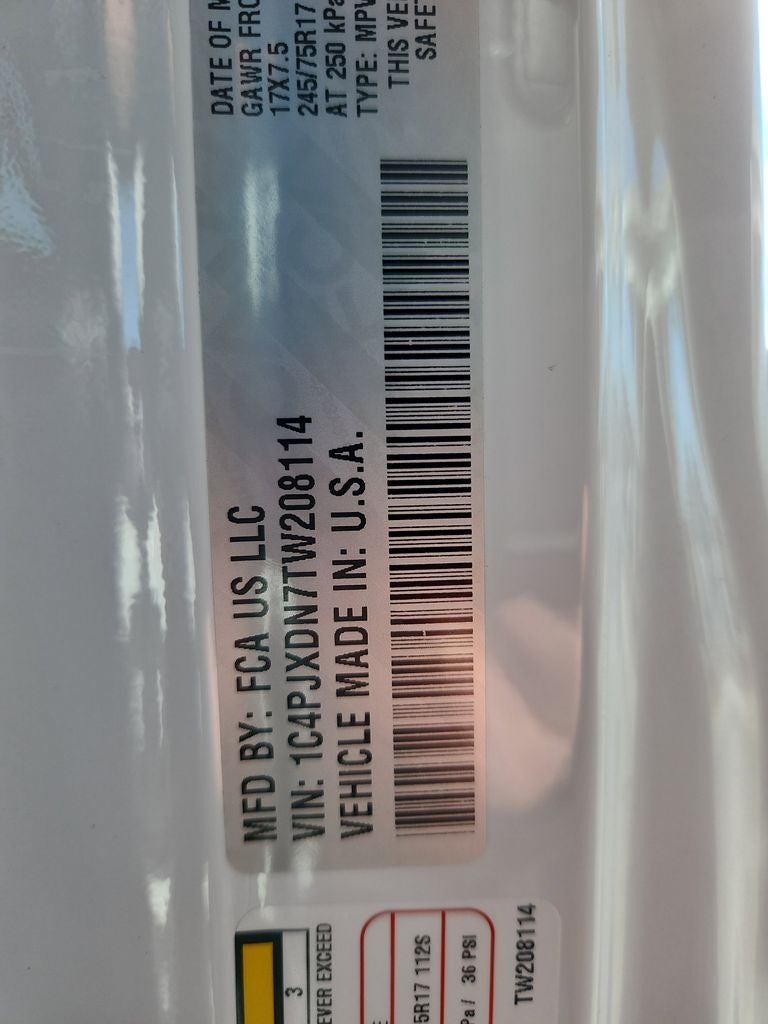 MFD BY: FCA US LLC
VIN: 1C4PJXDN7TW208114
VEHICLE MADE IN: U.S.A.
DATE OF M
GAWR FRO
17X7.5
245/75R17
AT 250 kPa
TYPE: MPV
THIS VE
SAFET
3
EVER EXCEED
5R17 112S
Pa / 36 PSI
TW208114